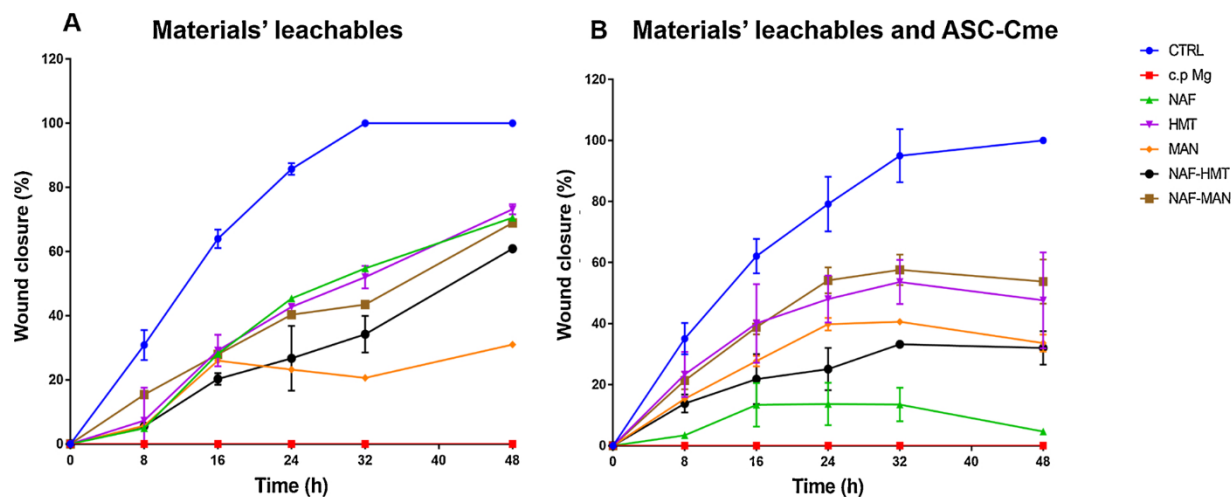 A Materials' leachables
Wound closure (%)
120
100
80
60
40
20
0
0 8 16 24 32 40 48
Time (h)
B Materials' leachables and ASC-Cme
Wound closure (%)
120
100
80
60
40
20
0
0 8 16 24 32 40 48
Time (h)
CTRL
c.p Mg
NAF
HMT
MAN
NAF-HMT
NAF-MAN